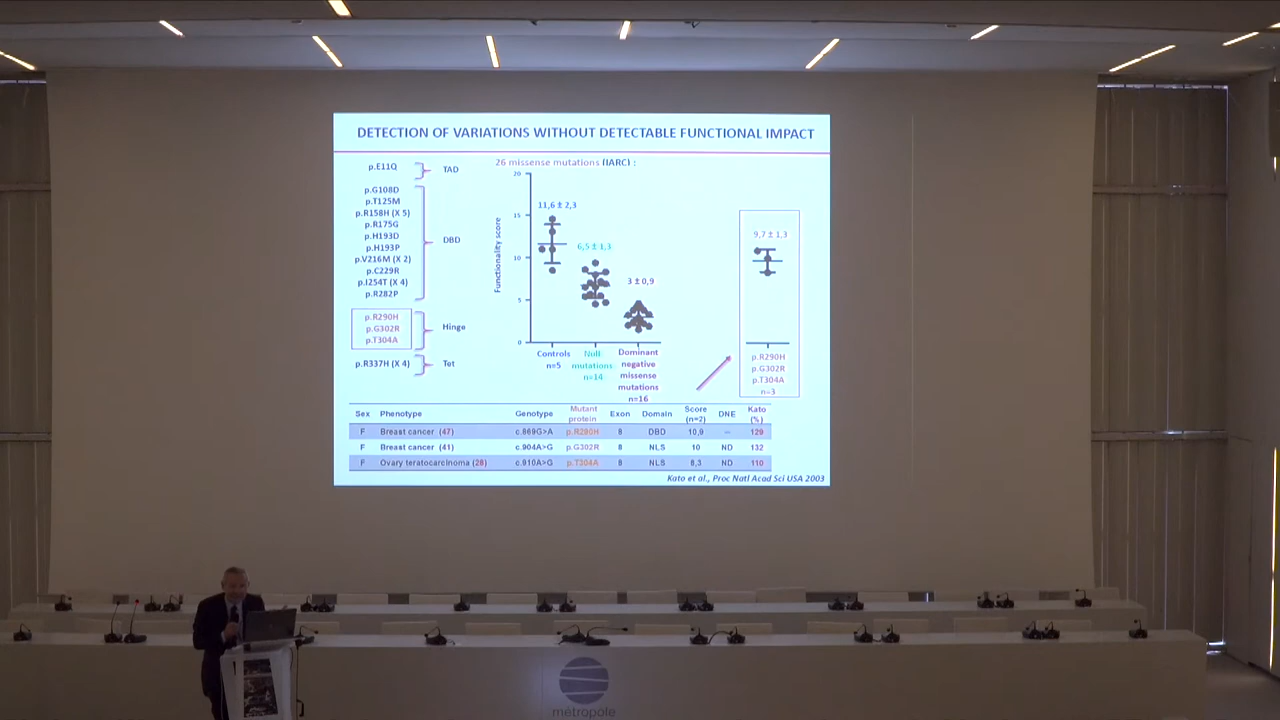 DETECTION OF VARIATIONS WITHOUT DETECTABLE FUNCTIONAL IMPACT
p.E11Q
TAD
p.G108D
p.T125M
p.R158H (X 5)
p.R175G
p.H193D
p.H193P
p.V216M (X 2)
p.C229R
p.I254T (X 4)
p.R282P
DBD
p.R290H
p.G302R
p.T304A
Hinge
p.R337H (X 4)
Tet
26 missense mutations (IARC) :
Functionality score
20
15
10
5
0
11,6 ± 2,3
6,5 ± 1,3
3 ± 0,9
9,7 ± 1,3
Controls
n=5
Null
mutations
n=14
Dominant
negative
missense
mutations
n=16
p.R290H
p.G302R
p.T304A
n=3
Sex Phenotype Genotype Mutant protein Exon Domain Score (n=2) DNE Kato (%)
F Breast cancer (47) c.869G>A p.R290H 8 DBD 10,9 – 129
F Breast cancer (41) c.904A>G p.G302R 8 NLS 10 ND 132
F Ovary teratocarcinoma (28) c.910A>G p.T304A 8 NLS 8,3 ND 110
Kato et al., Proc Natl Acad Sci USA 2003
metropole